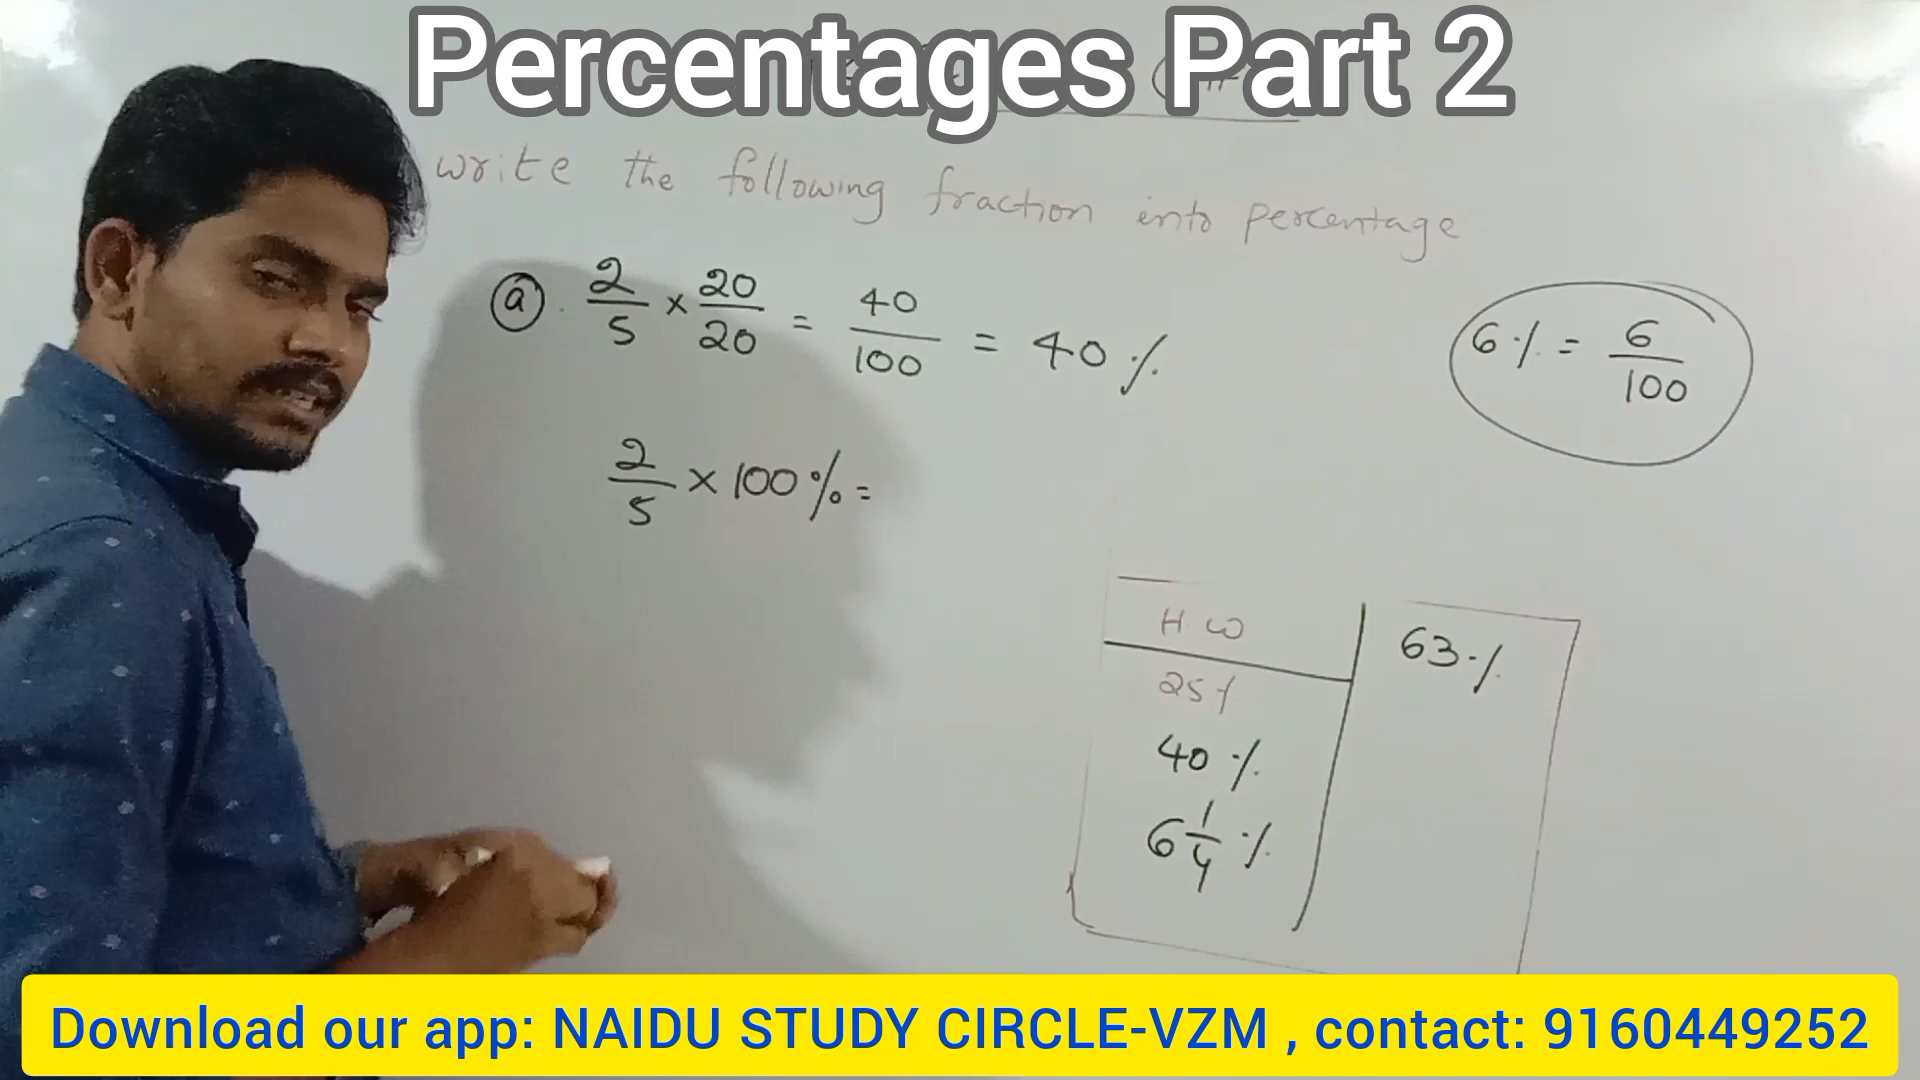 Percentages Part 2
write the following fraction into percentage
(a). 2/5 × 20/20 = 40/100 = 40 %
6% = 6/100
2/5 × 100% =
H.W
63%
25%
40 %
6 1/4 %
Download our app: NAIDU STUDY CIRCLE-VZM , contact: 9160449252